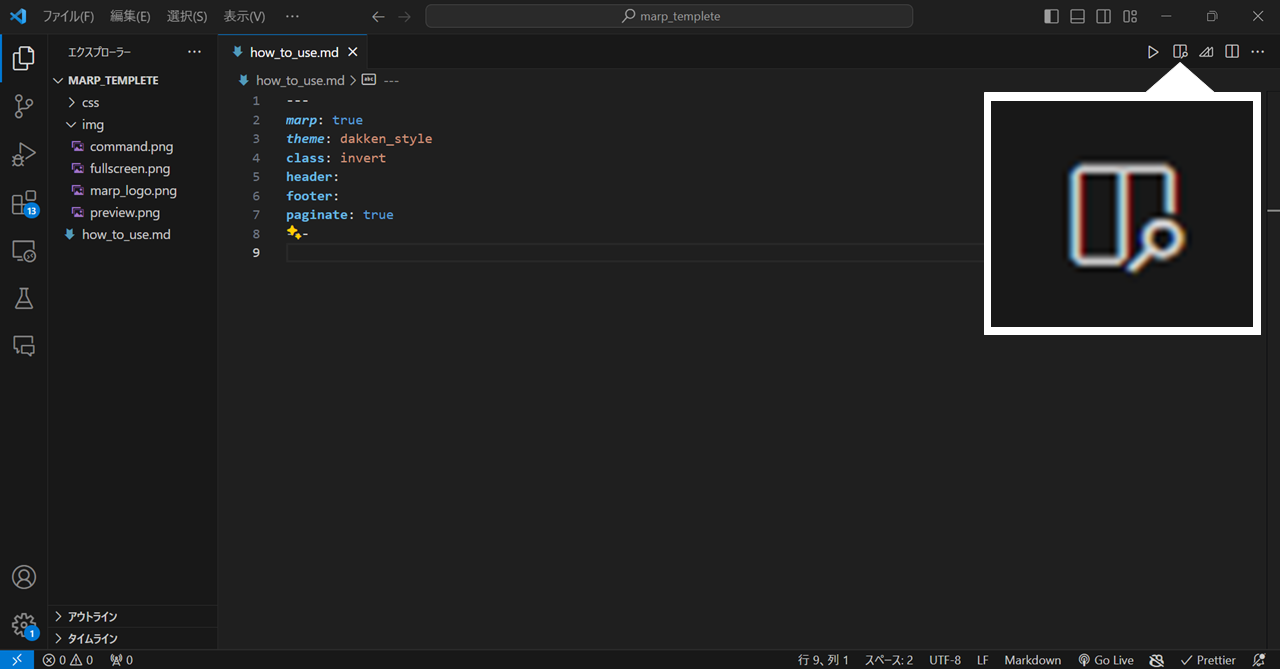 ファイル(F) 編集(E) 選択(S) 表示(V) ··· marp_templete
エクスプローラー ···
MARP_TEMPLETE
css
img
command.png
fullscreen.png
marp_logo.png
preview.png
how_to_use.md
13
アウトライン
タイムライン
1
how_to_use.md
how_to_use.md > abc ---
1 ---
2 marp: true
3 theme: dakken_style
4 class: invert
5 header:
6 footer:
7 paginate: true
8 -
9
0 0 0 行 9、列 1 スペース: 2 UTF-8 LF Markdown Go Live Prettier